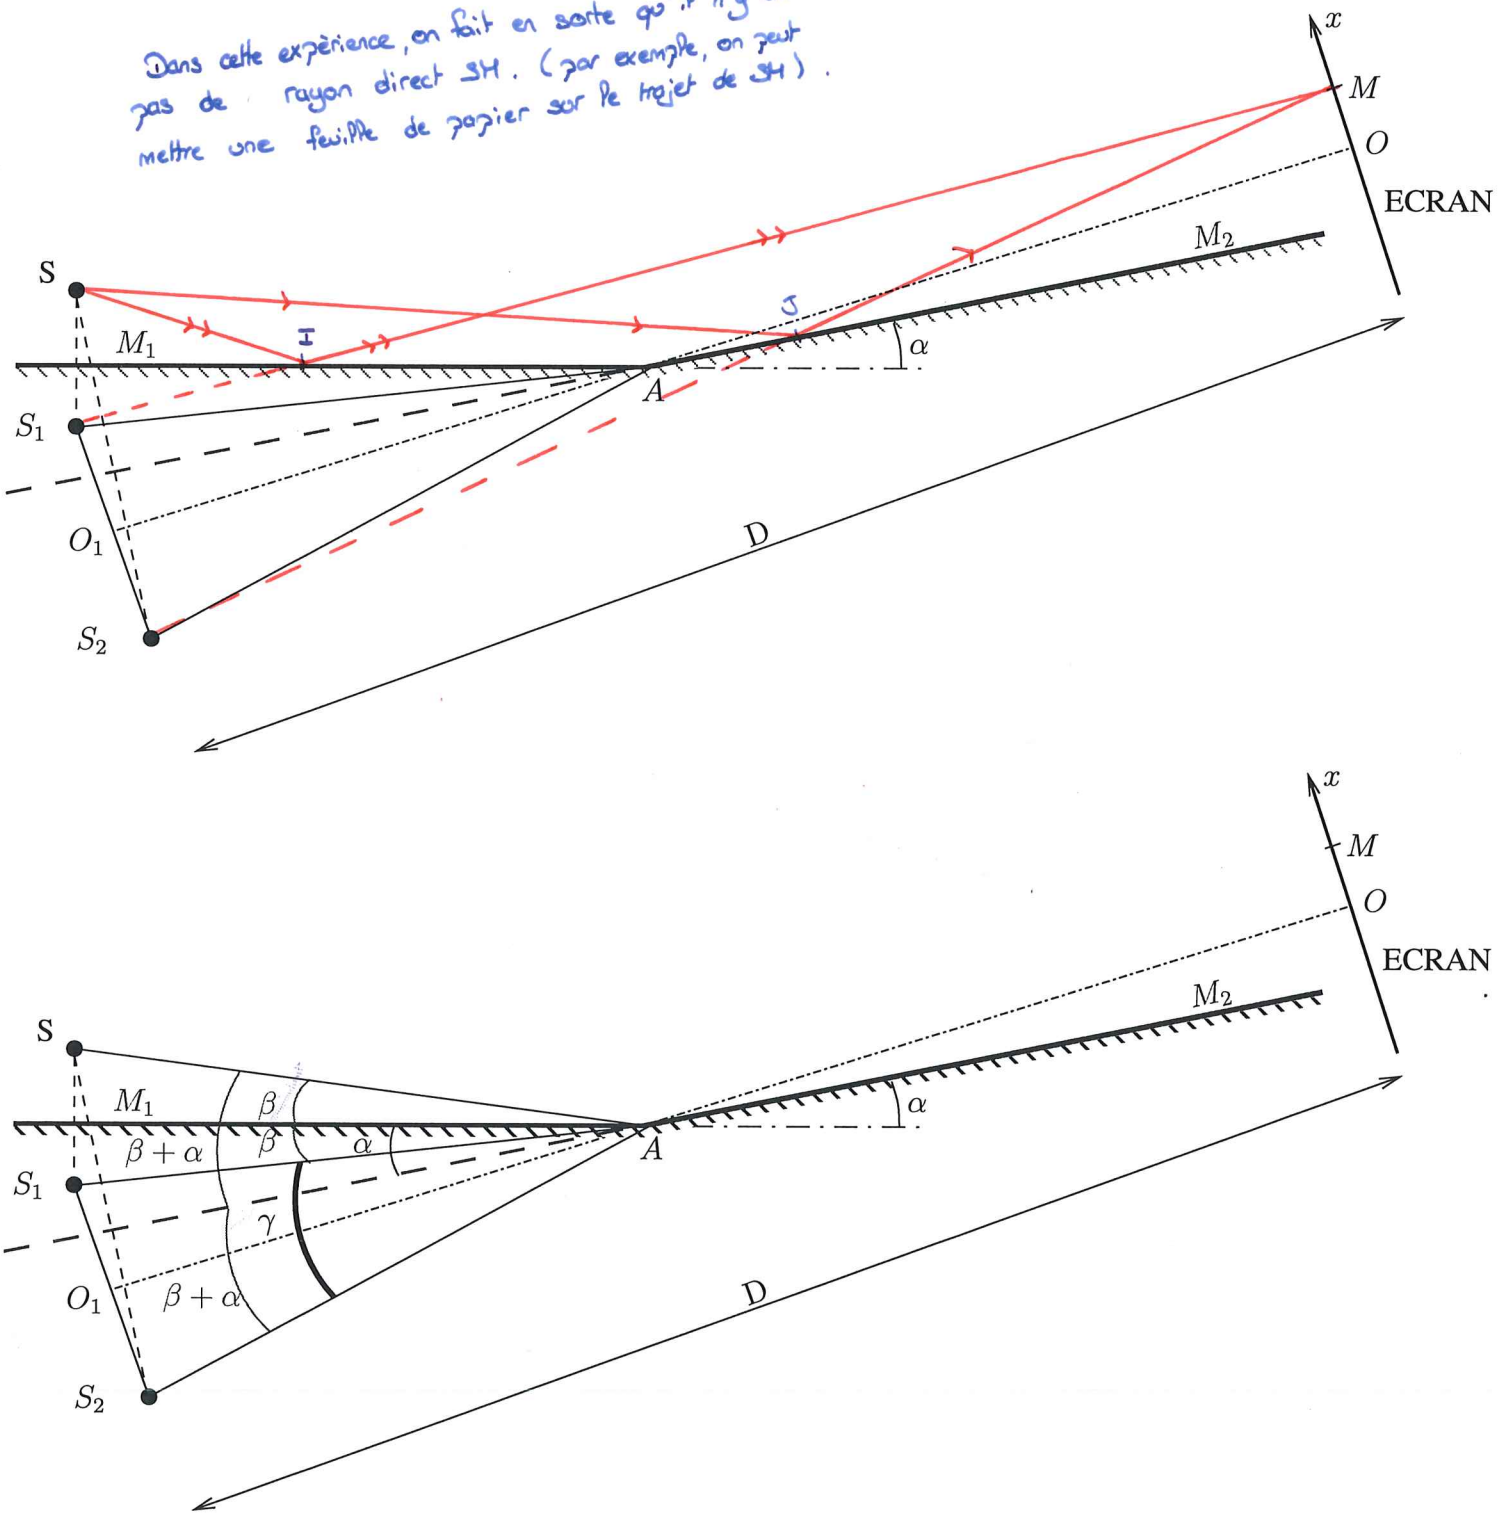 Dans cette expérience, on fait en sorte qu'il n'y
pas de rayon direct SM. (par exemple, on peut
mettre une feuille de papier sur le trajet de SM).
x
M
O
ECRAN
M₂
S
J
I
M₁
α
A
S₁
O₁
D
S₂
x
M
O
ECRAN
M₂
S
M₁
β
α
β + α
β
α
A
S₁
γ
O₁
β + α
D
S₂